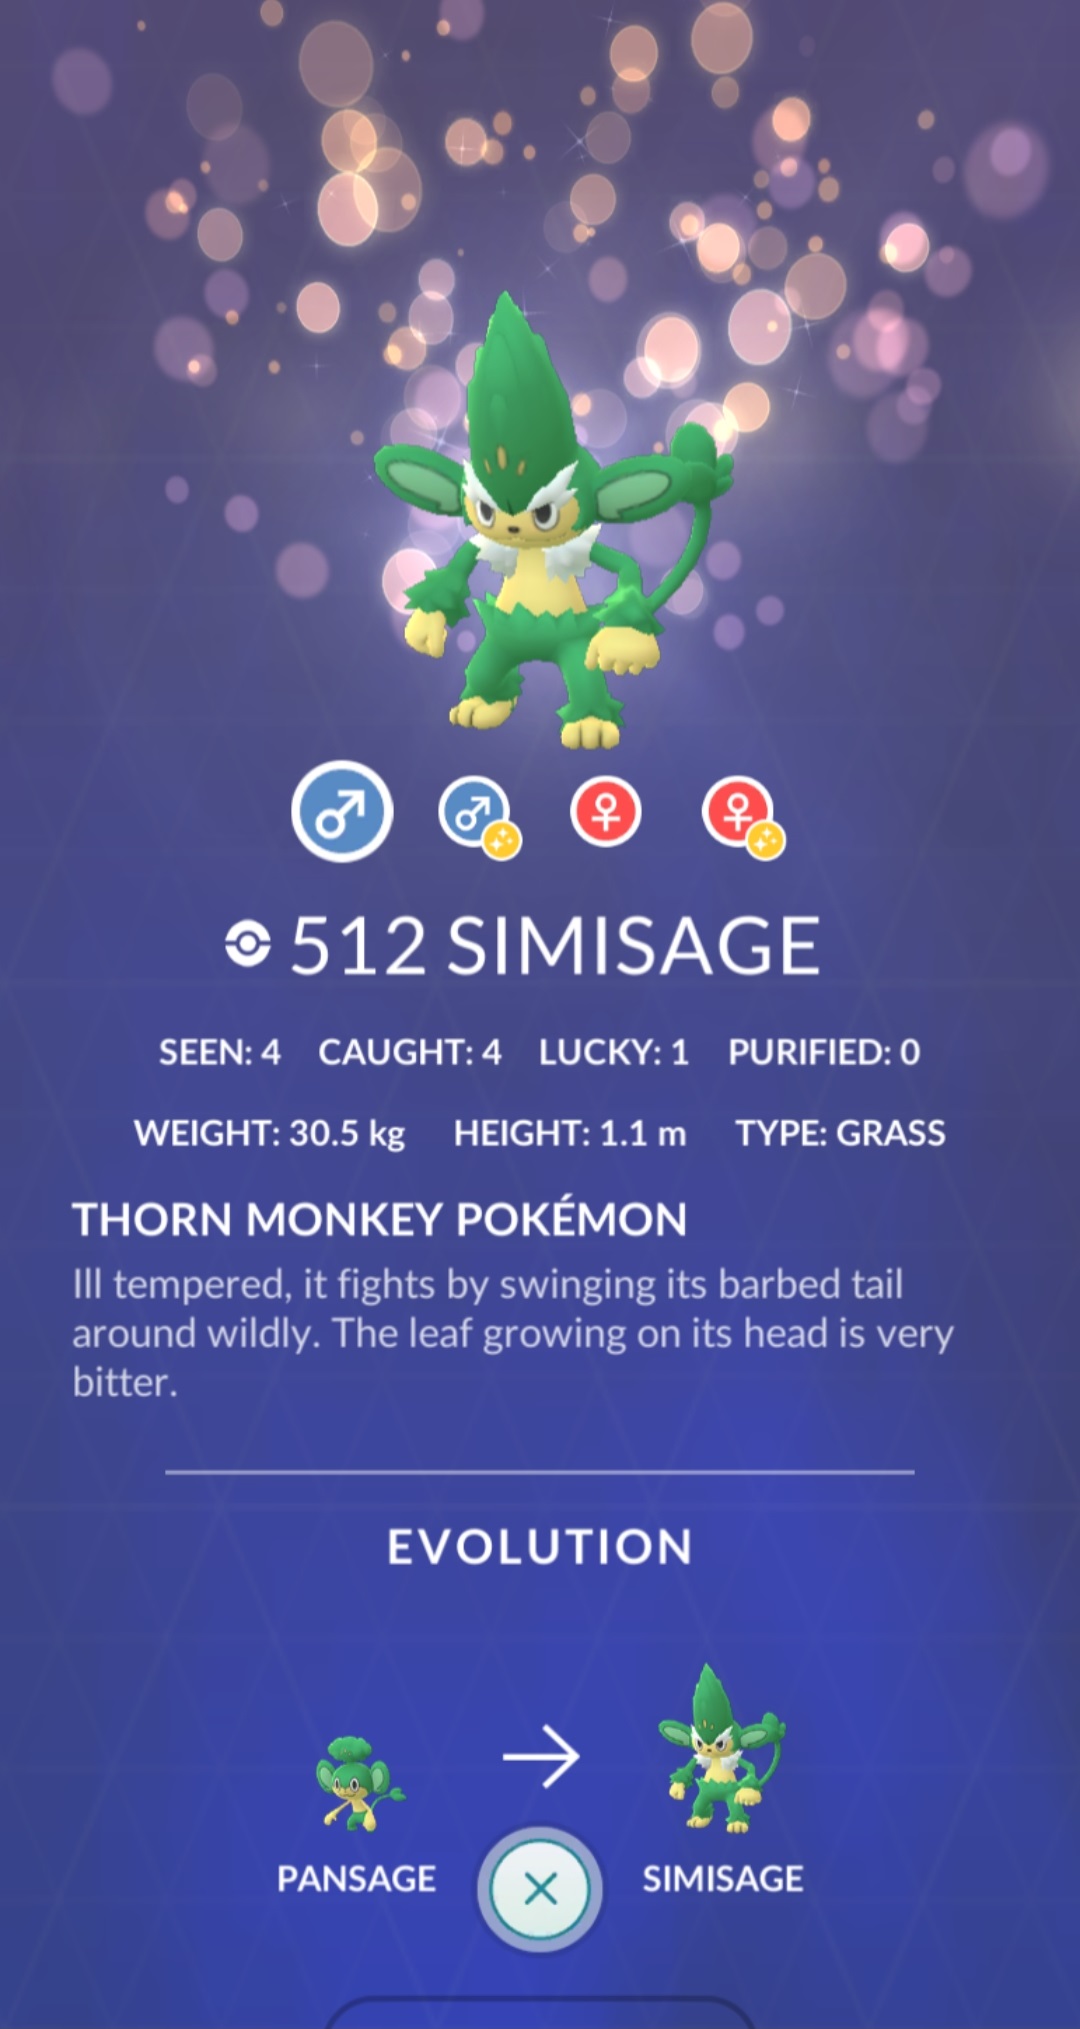 512 SIMISAGE
SEEN: 4 CAUGHT: 4 LUCKY: 1 PURIFIED: 0
WEIGHT: 30.5 kg HEIGHT: 1.1 m TYPE: GRASS
THORN MONKEY POKÉMON
Ill tempered, it fights by swinging its barbed tail
around wildly. The leaf growing on its head is very
bitter.
EVOLUTION
PANSAGE SIMISAGE